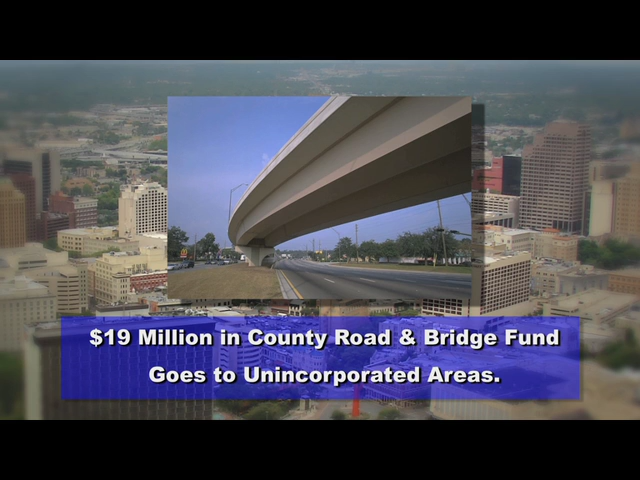 $19 Million in County Road & Bridge Fund
Goes to Unincorporated Areas.